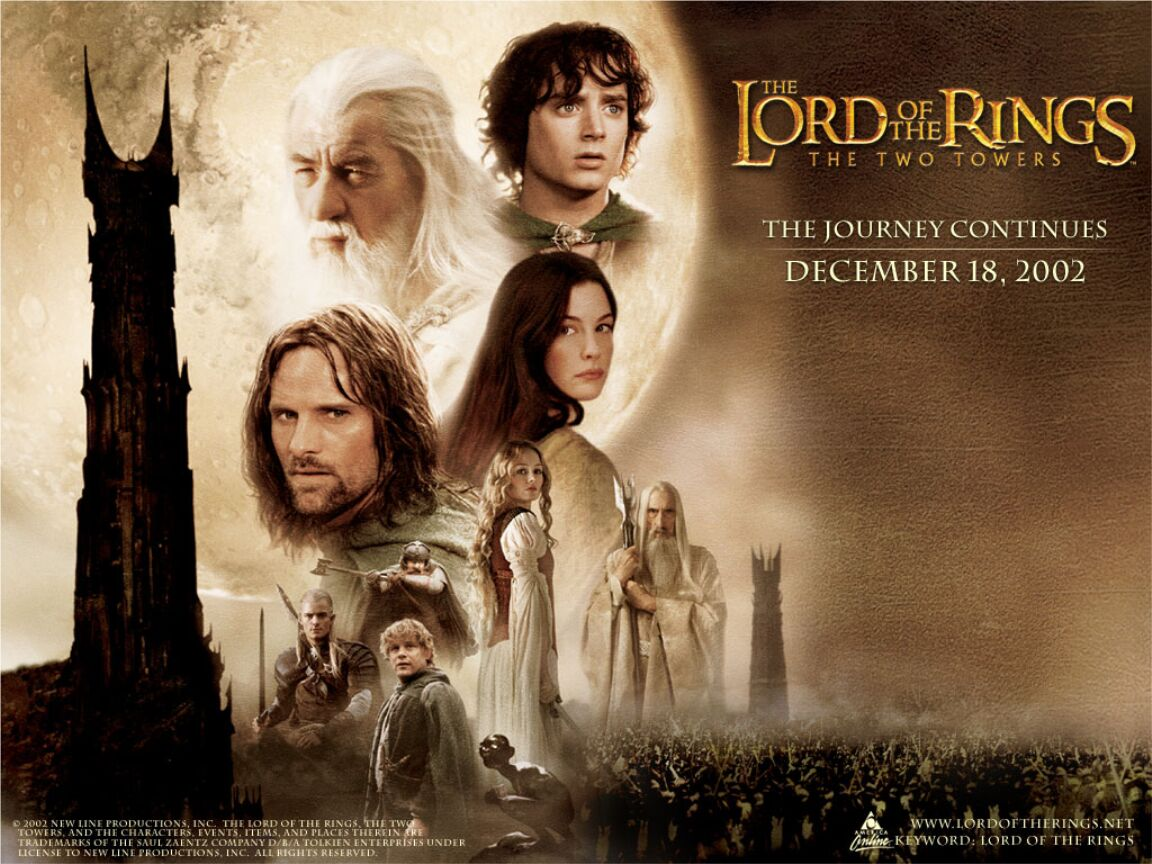 THE
LORD OF THE RINGS
THE TWO TOWERS
THE JOURNEY CONTINUES
DECEMBER 18, 2002
© 2002 NEW LINE PRODUCTIONS, INC. THE LORD OF THE RINGS, THE TWO
TOWERS, AND THE CHARACTERS, EVENTS, ITEMS, AND PLACES THEREIN ARE
TRADEMARKS OF THE SAUL ZAENTZ COMPANY D/B/A TOLKIEN ENTERPRISES UNDER
LICENSE TO NEW LINE PRODUCTIONS, INC. ALL RIGHTS RESERVED.
AMERICA
Online
WWW.LORDOFTHERINGS.NET
KEYWORD: LORD OF THE RINGS